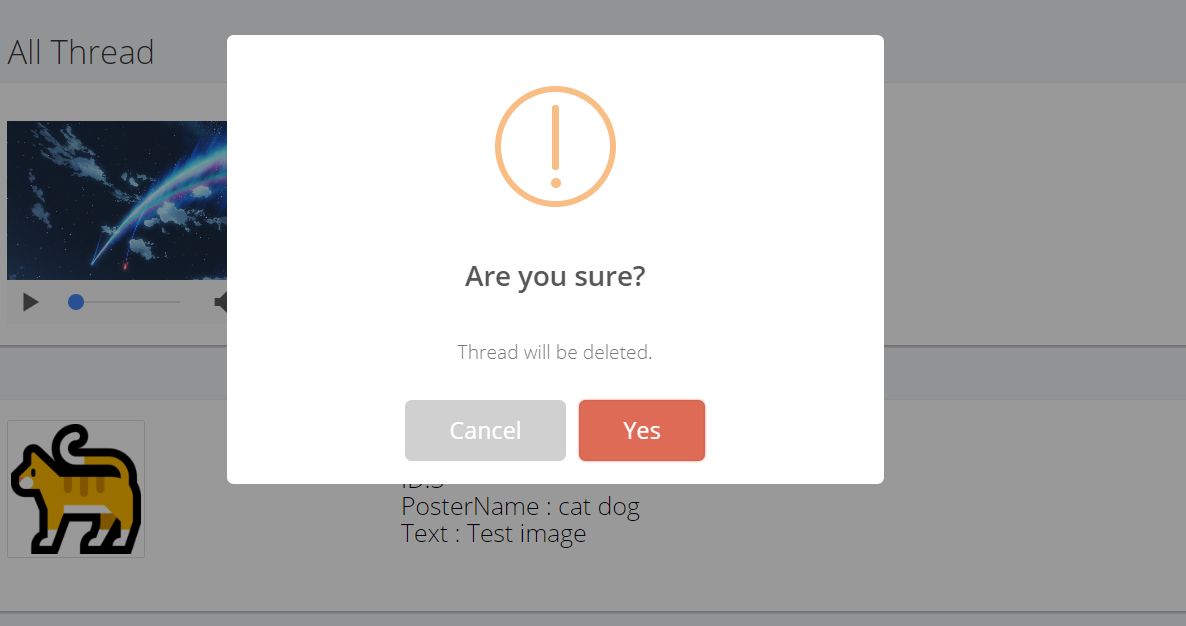 All Thread
Are you sure?
Thread will be deleted.
Cancel
Yes
PosterName : cat dog
Text : Test image